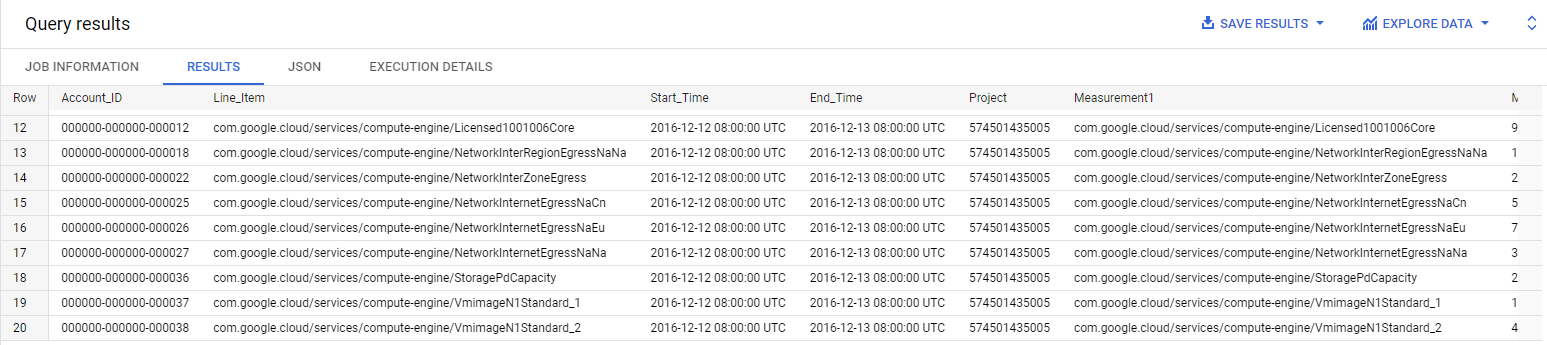 Query results SAVE RESULTS EXPLORE DATA
JOB INFORMATION RESULTS JSON EXECUTION DETAILS
Row Account_ID Line_Item Start_Time End_Time Project Measurement1 M
12 000000-000000-000012 com.google.cloud/services/compute-engine/Licensed1001006Core 2016-12-12 08:00:00 UTC 2016-12-13 08:00:00 UTC 574501435005 com.google.cloud/services/compute-engine/Licensed1001006Core 9
13 000000-000000-000018 com.google.cloud/services/compute-engine/NetworkInterRegionEgressNaNa 2016-12-12 08:00:00 UTC 2016-12-13 08:00:00 UTC 574501435005 com.google.cloud/services/compute-engine/NetworkInterRegionEgressNaNa 1
14 000000-000000-000022 com.google.cloud/services/compute-engine/NetworkInterZoneEgress 2016-12-12 08:00:00 UTC 2016-12-13 08:00:00 UTC 574501435005 com.google.cloud/services/compute-engine/NetworkInterZoneEgress 2
15 000000-000000-000025 com.google.cloud/services/compute-engine/NetworkInternetEgressNaCn 2016-12-12 08:00:00 UTC 2016-12-13 08:00:00 UTC 574501435005 com.google.cloud/services/compute-engine/NetworkInternetEgressNaCn 5
16 000000-000000-000026 com.google.cloud/services/compute-engine/NetworkInternetEgressNaEu 2016-12-12 08:00:00 UTC 2016-12-13 08:00:00 UTC 574501435005 com.google.cloud/services/compute-engine/NetworkInternetEgressNaEu 7
17 000000-000000-000027 com.google.cloud/services/compute-engine/NetworkInternetEgressNaNa 2016-12-12 08:00:00 UTC 2016-12-13 08:00:00 UTC 574501435005 com.google.cloud/services/compute-engine/NetworkInternetEgressNaNa 3
18 000000-000000-000036 com.google.cloud/services/compute-engine/StoragePdCapacity 2016-12-12 08:00:00 UTC 2016-12-13 08:00:00 UTC 574501435005 com.google.cloud/services/compute-engine/StoragePdCapacity 2
19 000000-000000-000037 com.google.cloud/services/compute-engine/VmimageN1Standard_1 2016-12-12 08:00:00 UTC 2016-12-13 08:00:00 UTC 574501435005 com.google.cloud/services/compute-engine/VmimageN1Standard_1 1
20 000000-000000-000038 com.google.cloud/services/compute-engine/VmimageN1Standard_2 2016-12-12 08:00:00 UTC 2016-12-13 08:00:00 UTC 574501435005 com.google.cloud/services/compute-engine/VmimageN1Standard_2 4